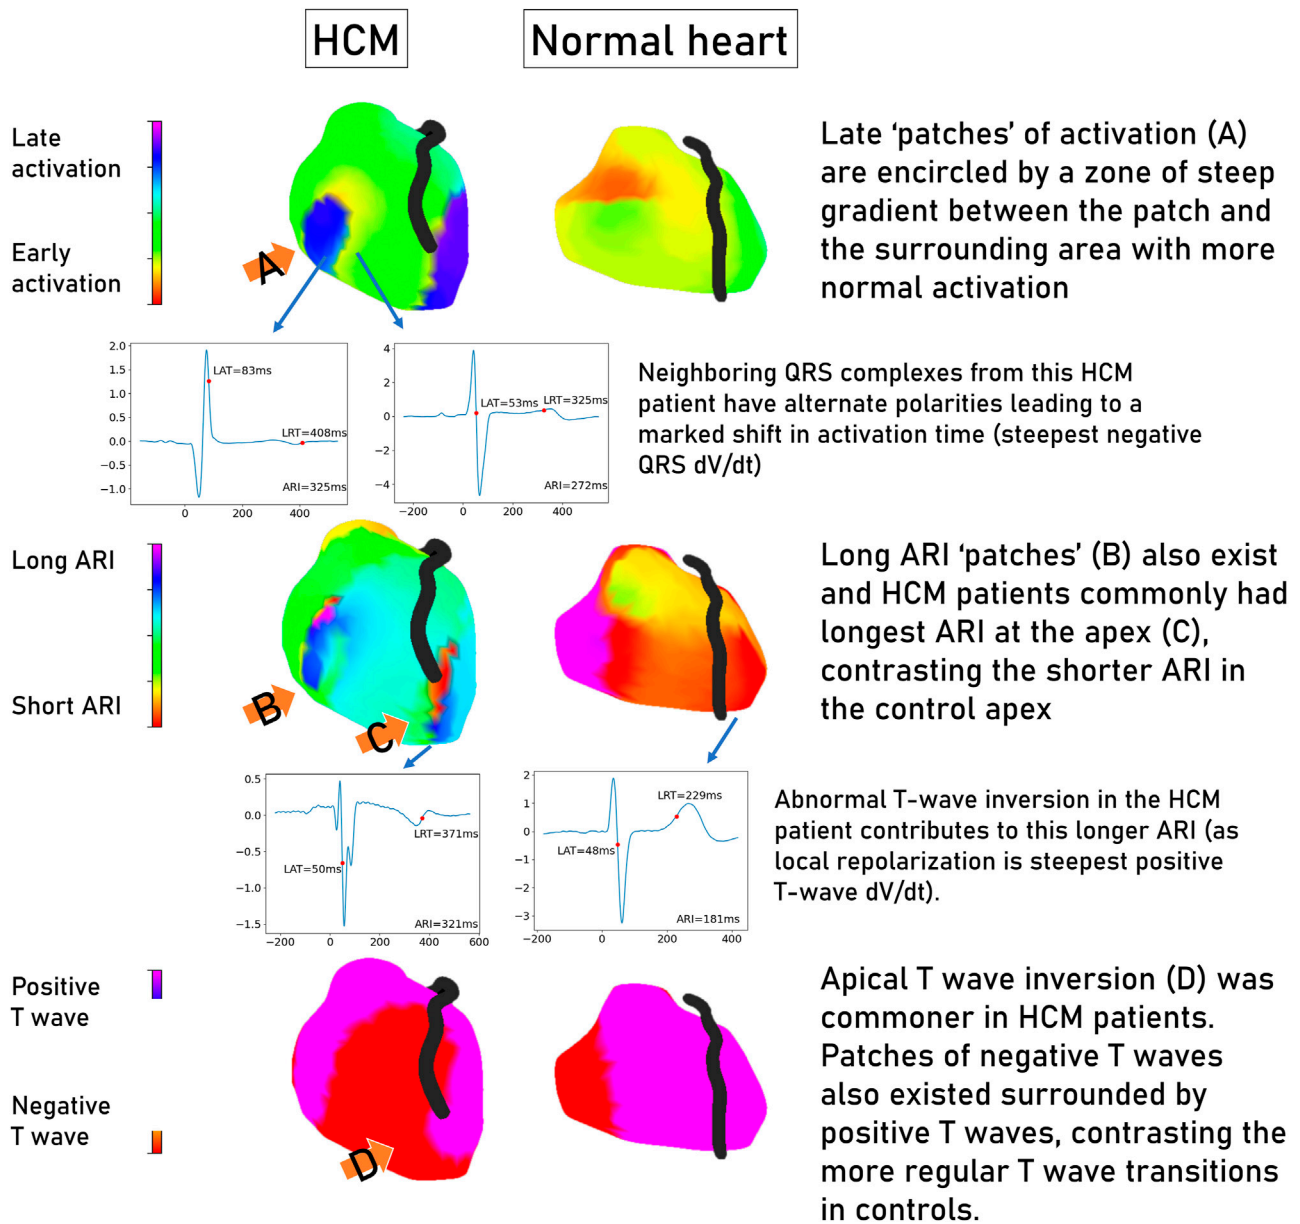 HCM
Normal heart
Late
activation
Early
activation
A
Late ‘patches’ of activation (A)
are encircled by a zone of steep
gradient between the patch and
the surrounding area with more
normal activation
2.0
1.5
1.0
0.5
0.0
−0.5
−1.0
0
200
400
LAT=83ms
LRT=408ms
ARI=325ms
4
2
0
−2
−4
−200
0
200
400
600
LAT=53ms
LRT=325ms
ARI=272ms
Neighboring QRS complexes from this HCM
patient have alternate polarities leading to a
marked shift in activation time (steepest negative
QRS dV/dt)
Long ARI
Short ARI
B
C
Long ARI ‘patches’ (B) also exist
and HCM patients commonly had
longest ARI at the apex (C),
contrasting the shorter ARI in
the control apex
0.5
0.0
−0.5
−1.0
−1.5
−200
0
200
400
600
LAT=50ms
LRT=371ms
ARI=321ms
2
1
0
−1
−2
−3
−200
0
200
400
LRT=229ms
LAT=48ms
ARI=181ms
Abnormal T-wave inversion in the HCM
patient contributes to this longer ARI (as
local repolarization is steepest positive
T-wave dV/dt).
Positive
T wave
Negative
T wave
D
Apical T wave inversion (D) was
commoner in HCM patients.
Patches of negative T waves
also existed surrounded by
positive T waves, contrasting the
more regular T wave transitions
in controls.